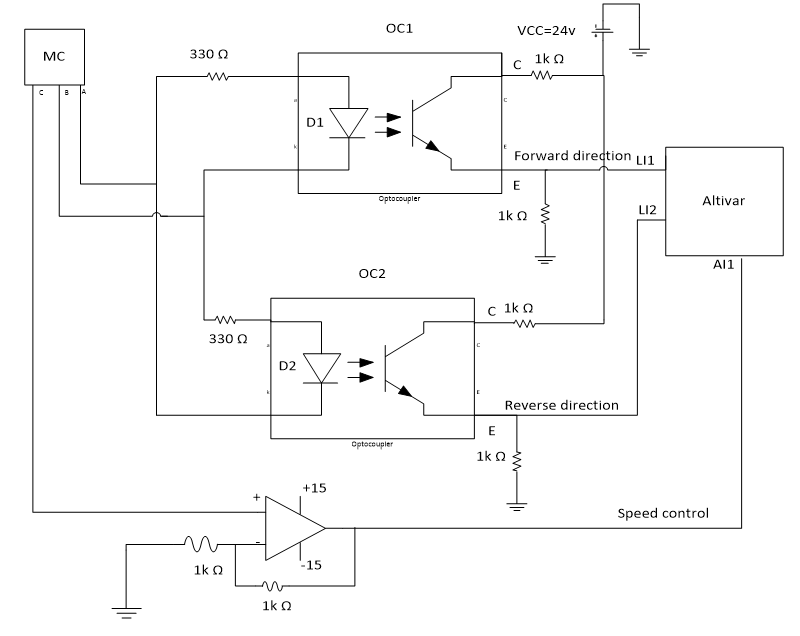 OC1
VCC=24v
MC
330 Ω
C
1k Ω
C
B
A
a
D1
C
k
E
Forward direction
LI1
E
Optocoupler
1k Ω
Altivar
LI2
AI1
OC2
C
1k Ω
330 Ω
a
D2
C
k
E
Reverse direction
E
Optocoupler
1k Ω
+15
+
Speed control
-
-15
1k Ω
1k Ω